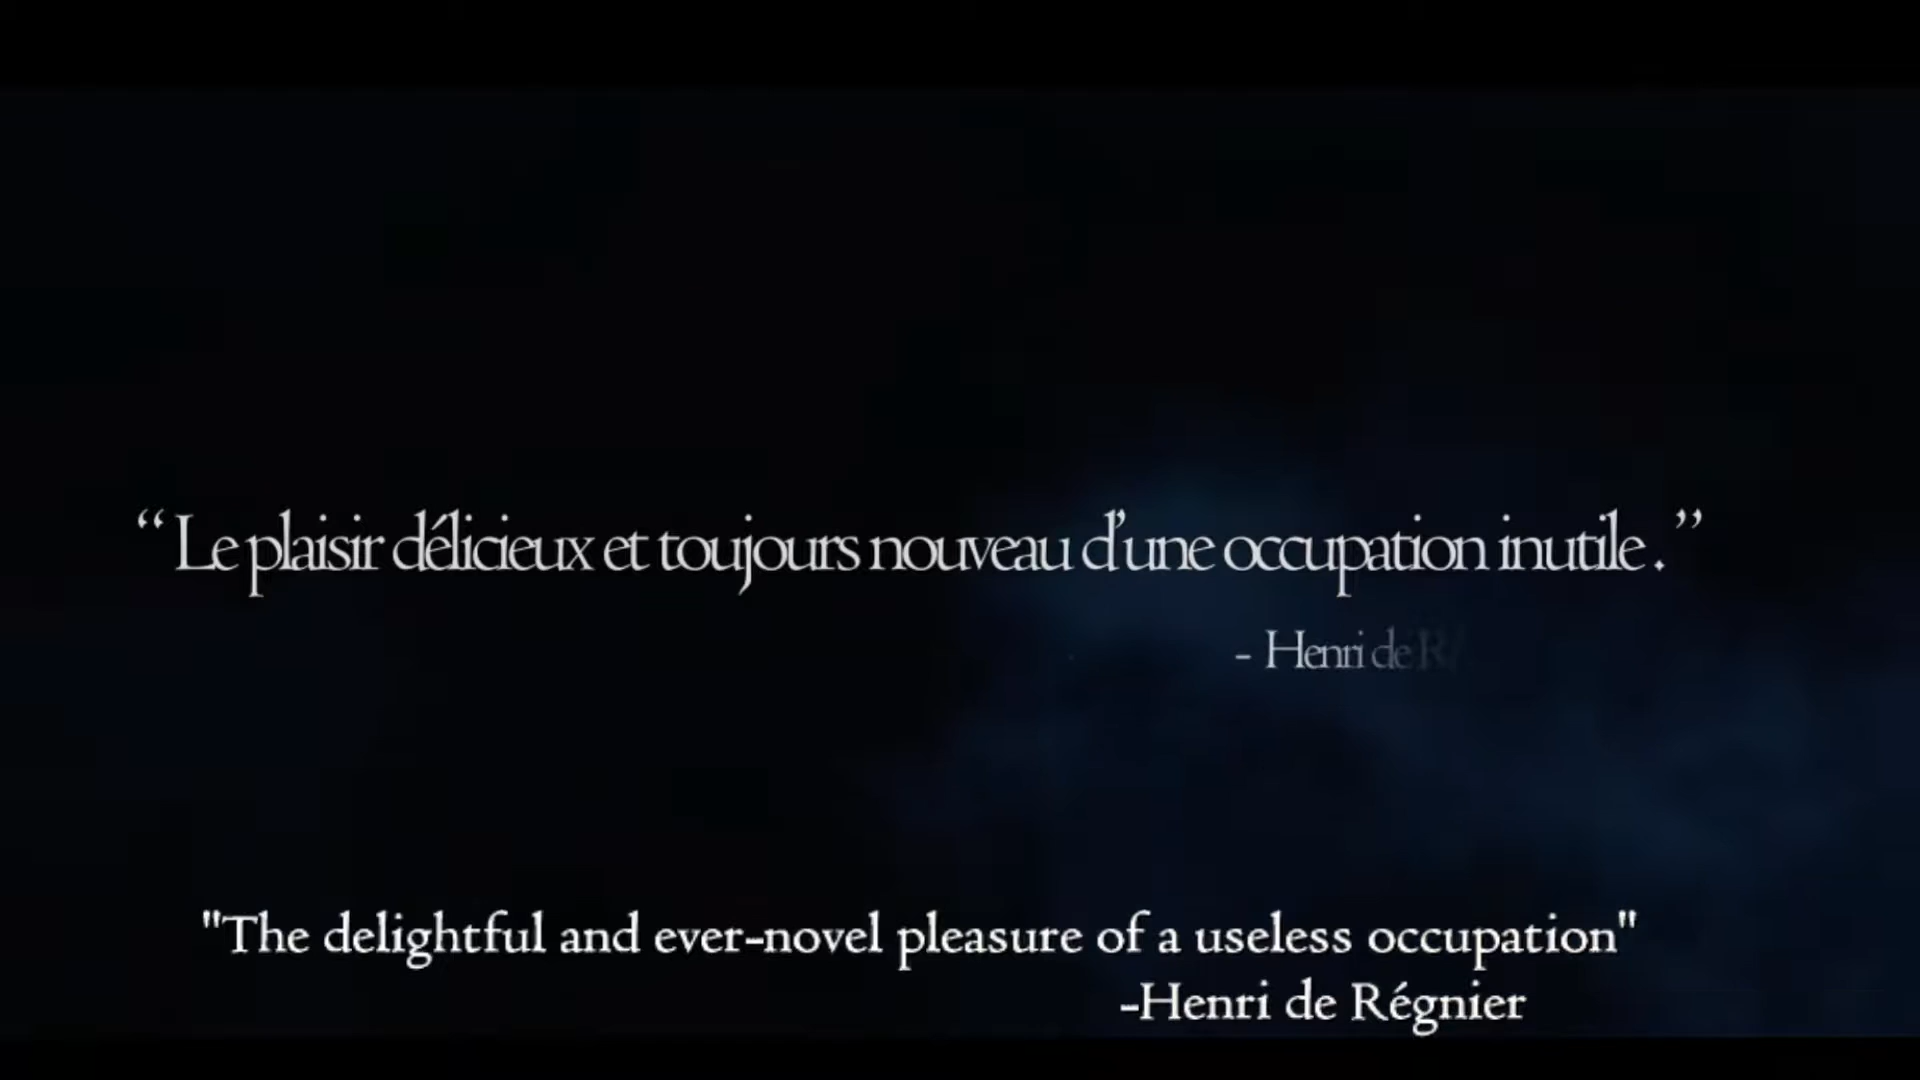 “Le plaisir délicieux et toujours nouveau d’une occupation inutile.”
- Henri de R
"The delightful and ever-novel pleasure of a useless occupation"
-Henri de Régnier